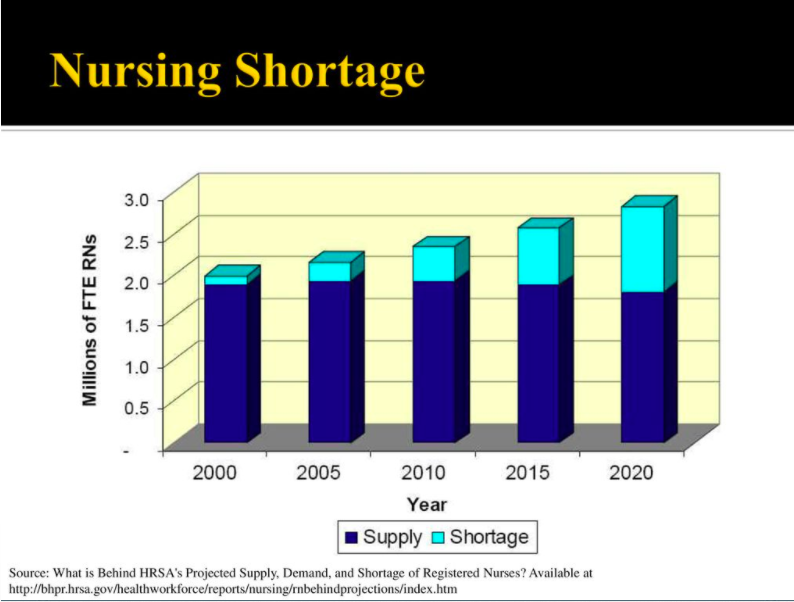 Nursing Shortage
3.0
2.5
2.0
1.5
1.0
0.5
-
Millions of FTE RNs
2000 2005 2010 2015 2020
Year
Supply Shortage
Source: What is Behind HRSA's Projected Supply, Demand, and Shortage of Registered Nurses? Available at
http://bhpr.hrsa.gov/healthworkforce/reports/nursing/rnbehindprojections/index.htm